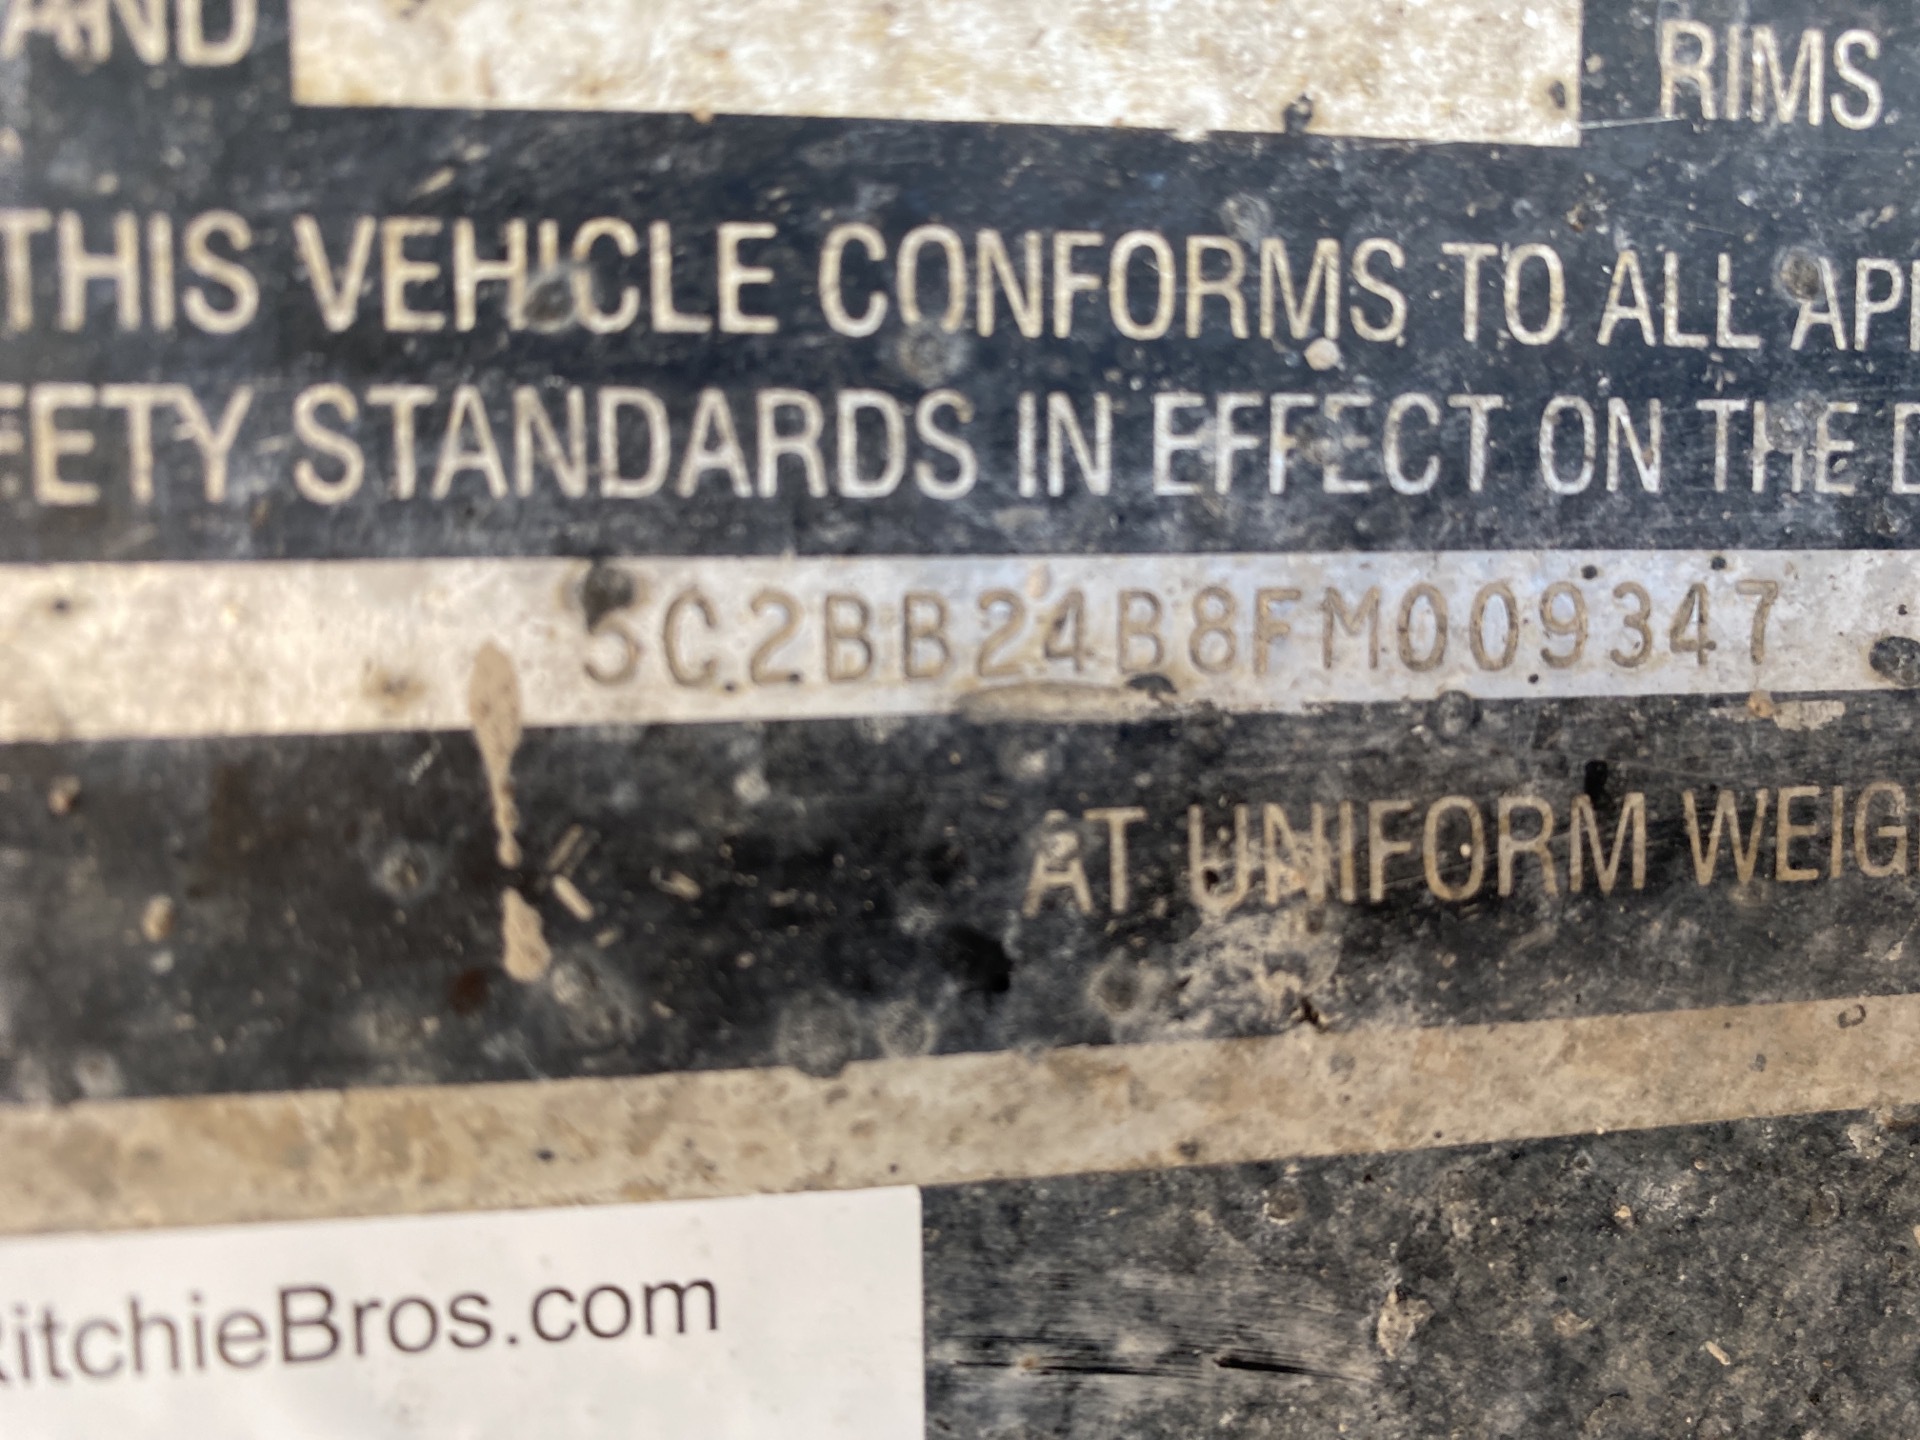 AND RIMS
THIS VEHICLE CONFORMS TO ALL APP
FETY STANDARDS IN EFFECT ON THE D
5C2BB24B8FM009347
AT UNIFORM WEIG
RitchieBros.com